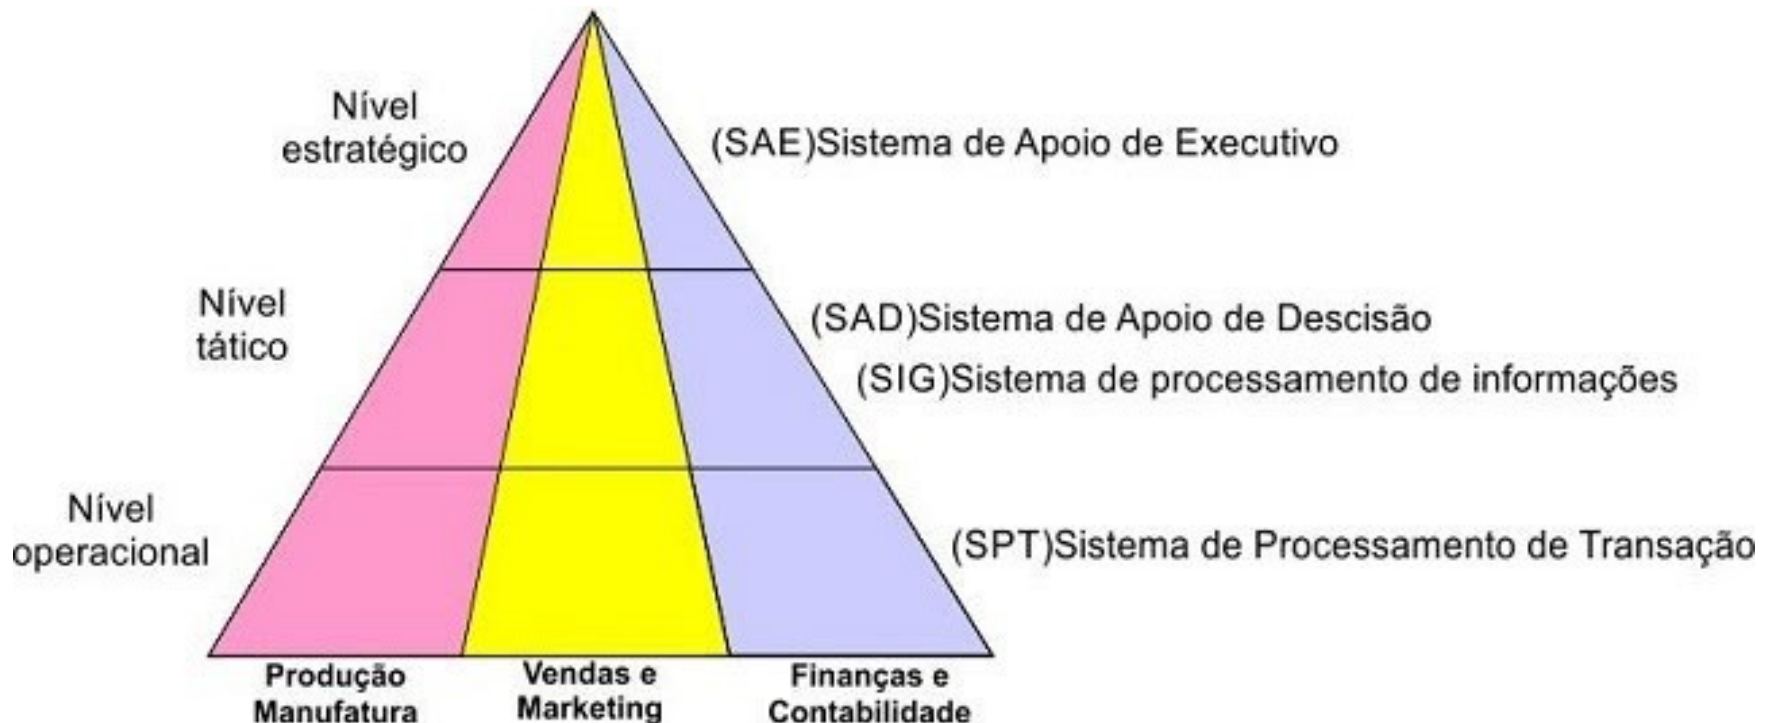 Nível
estratégico
(SAE)Sistema de Apoio de Executivo
Nível
tático
(SAD)Sistema de Apoio de Descisão
(SIG)Sistema de processamento de informações
Nível
operacional
(SPT)Sistema de Processamento de Transação
Produção
Manufatura
Vendas e
Marketing
Finanças e
Contabilidade